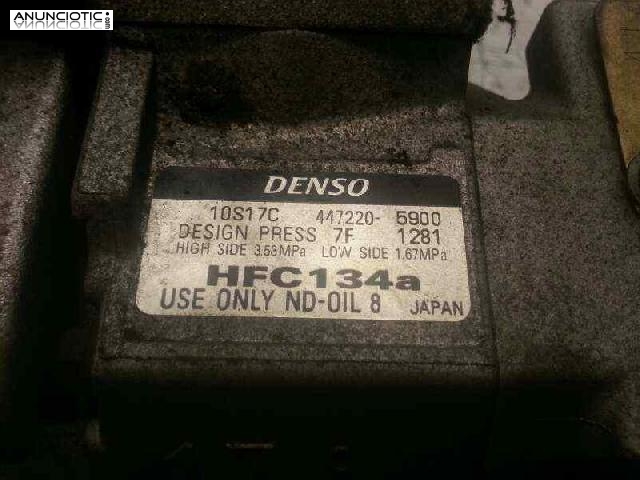 ANUNCIOTIC.es
DENSO
10S17C 447220-5900
DESIGN PRESS 7F 1281
HIGH SIDE 3.53MPa LOW SIDE 1.67MPa
HFC134a
USE ONLY ND-OIL 8 JAPAN